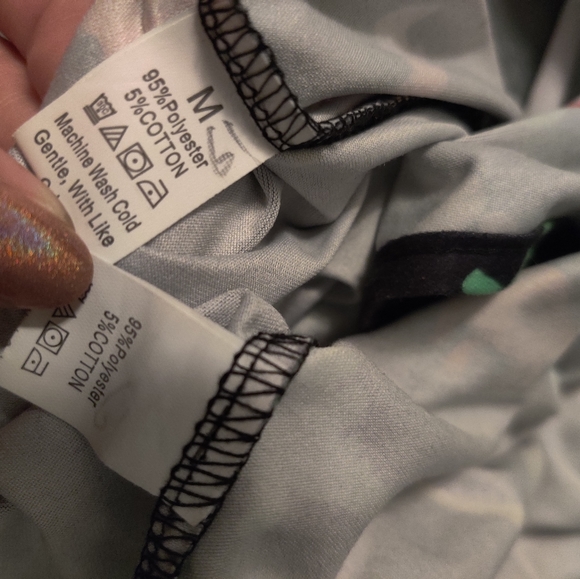 M
95%Polyester
5%COTTON
Machine Wash Cold
Gentle, With Like
95%Polyester
5%COTTON